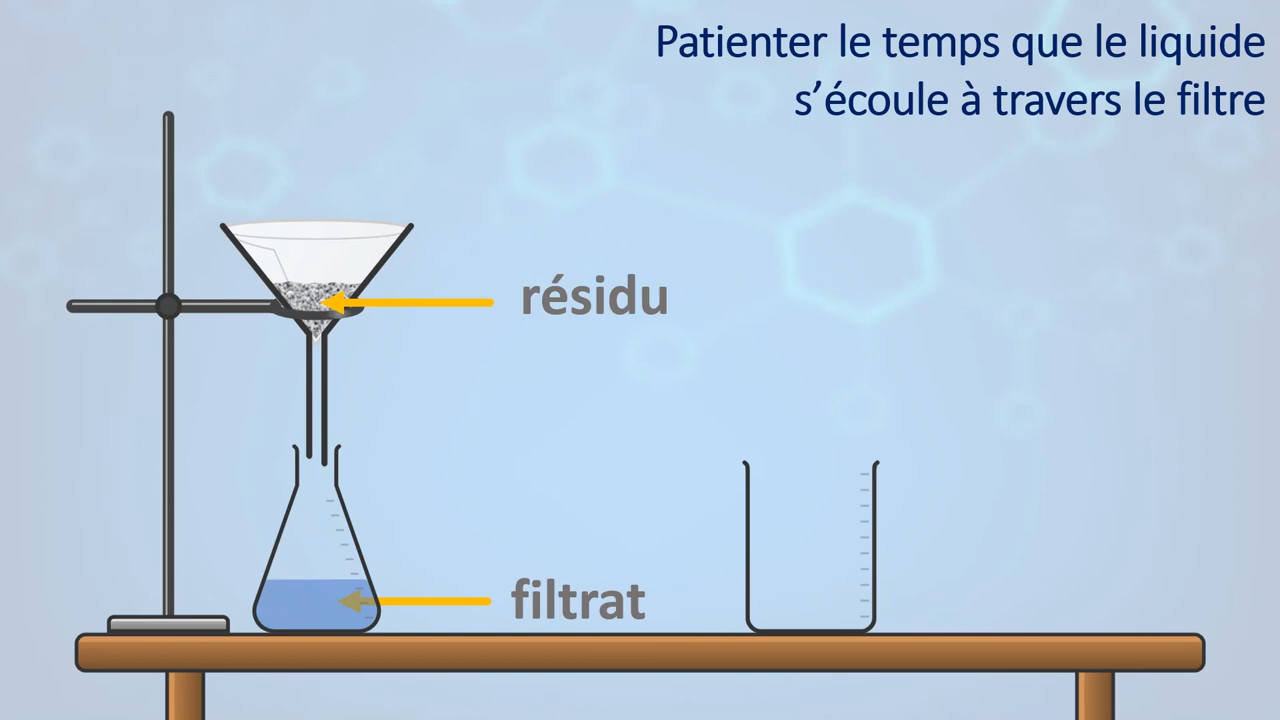 Patienter le temps que le liquide
s’écoule à travers le filtre
résidu
filtrat